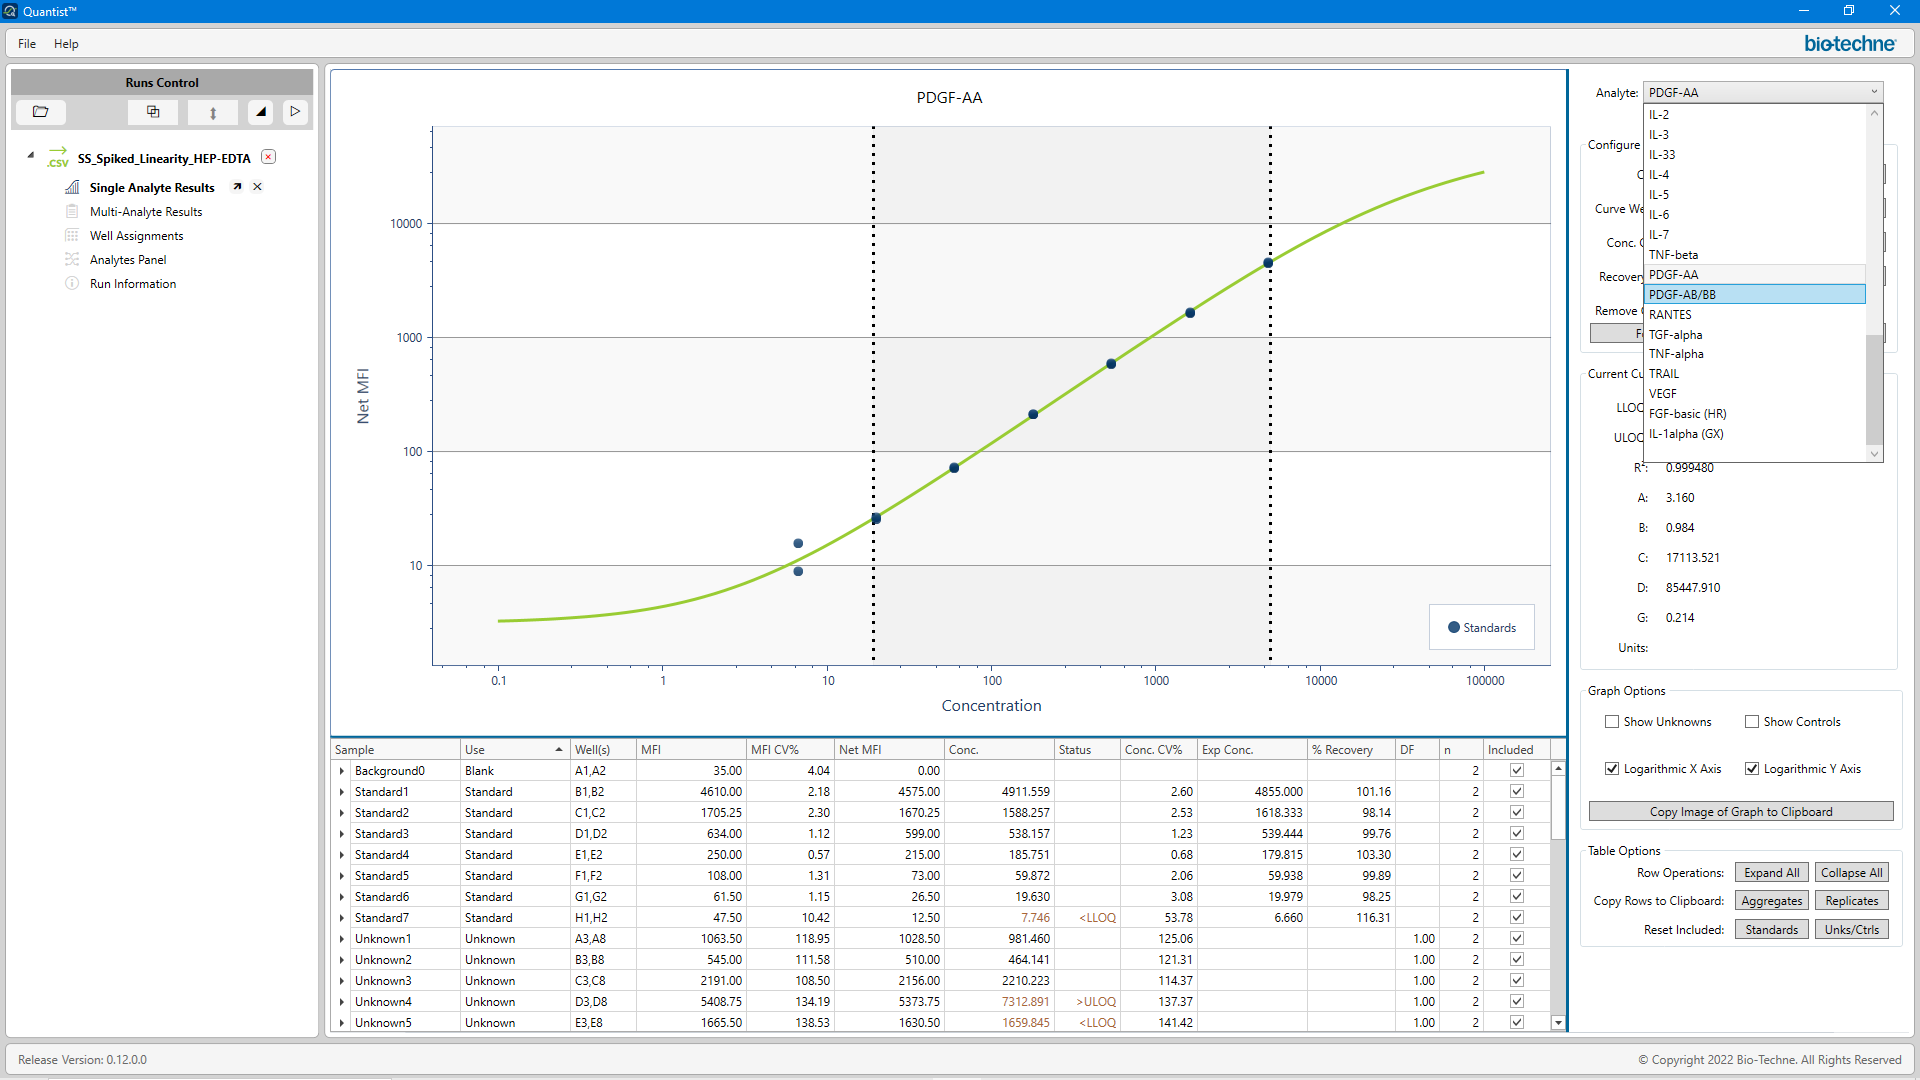 Quantist™
File Help
bio-techne
Runs Control
.csv SS_Spiked_Linearity_HEP-EDTA
Single Analyte Results
Multi-Analyte Results
Well Assignments
Analytes Panel
Run Information
PDGF-AA
10000
1000
100
10
Net MFI
0.1 1 10 100 1000 10000 100000
Concentration
Standards
Sample Use Well(s) MFI MFI CV% Net MFI Conc. Status Conc. CV% Exp Conc. % Recovery DF n Included
Background0 Blank A1,A2 35.00 4.04 0.00 2
Standard1 Standard B1,B2 4610.00 2.18 4575.00 4911.559 2.60 4855.000 101.16 2
Standard2 Standard C1,C2 1705.25 2.30 1670.25 1588.257 2.53 1618.333 98.14 2
Standard3 Standard D1,D2 634.00 1.12 599.00 538.157 1.23 539.444 99.76 2
Standard4 Standard E1,E2 250.00 0.57 215.00 185.751 0.68 179.815 103.30 2
Standard5 Standard F1,F2 108.00 1.31 73.00 59.872 2.06 59.938 99.89 2
Standard6 Standard G1,G2 61.50 1.15 26.50 19.630 3.08 19.979 98.25 2
Standard7 Standard H1,H2 47.50 10.42 12.50 7.746 <LLOQ 53.78 6.660 116.31 2
Unknown1 Unknown A3,A8 1063.50 118.95 1028.50 981.460 125.06 1.00 2
Unknown2 Unknown B3,B8 545.00 111.58 510.00 464.141 121.31 1.00 2
Unknown3 Unknown C3,C8 2191.00 108.50 2156.00 2210.223 114.37 1.00 2
Unknown4 Unknown D3,D8 5408.75 134.19 5373.75 7312.891 >ULOQ 137.37 1.00 2
Unknown5 Unknown E3,E8 1665.50 138.53 1630.50 1659.845 <LLOQ 141.42 1.00 2
Analyte: PDGF-AA
IL-2
IL-3
IL-33
IL-4
IL-5
IL-6
IL-7
TNF-beta
PDGF-AA
PDGF-AB/BB
RANTES
TGF-alpha
TNF-alpha
TRAIL
VEGF
FGF-basic (HR)
IL-1alpha (GX)
Configure
C
Curve We
Conc. 
Recovery
Remove
F
Current Cu
LLOQ
ULOQ
R²: 0.999480
A: 3.160
B: 0.984
C: 17113.521
D: 85447.910
G: 0.214
Units:
Graph Options
Show Unknowns Show Controls
Logarithmic X Axis Logarithmic Y Axis
Copy Image of Graph to Clipboard
Table Options
Row Operations: Expand All Collapse All
Copy Rows to Clipboard: Aggregates Replicates
Reset Included: Standards Unks/Ctrls
Release Version: 0.12.0.0
© Copyright 2022 Bio-Techne. All Rights Reserved